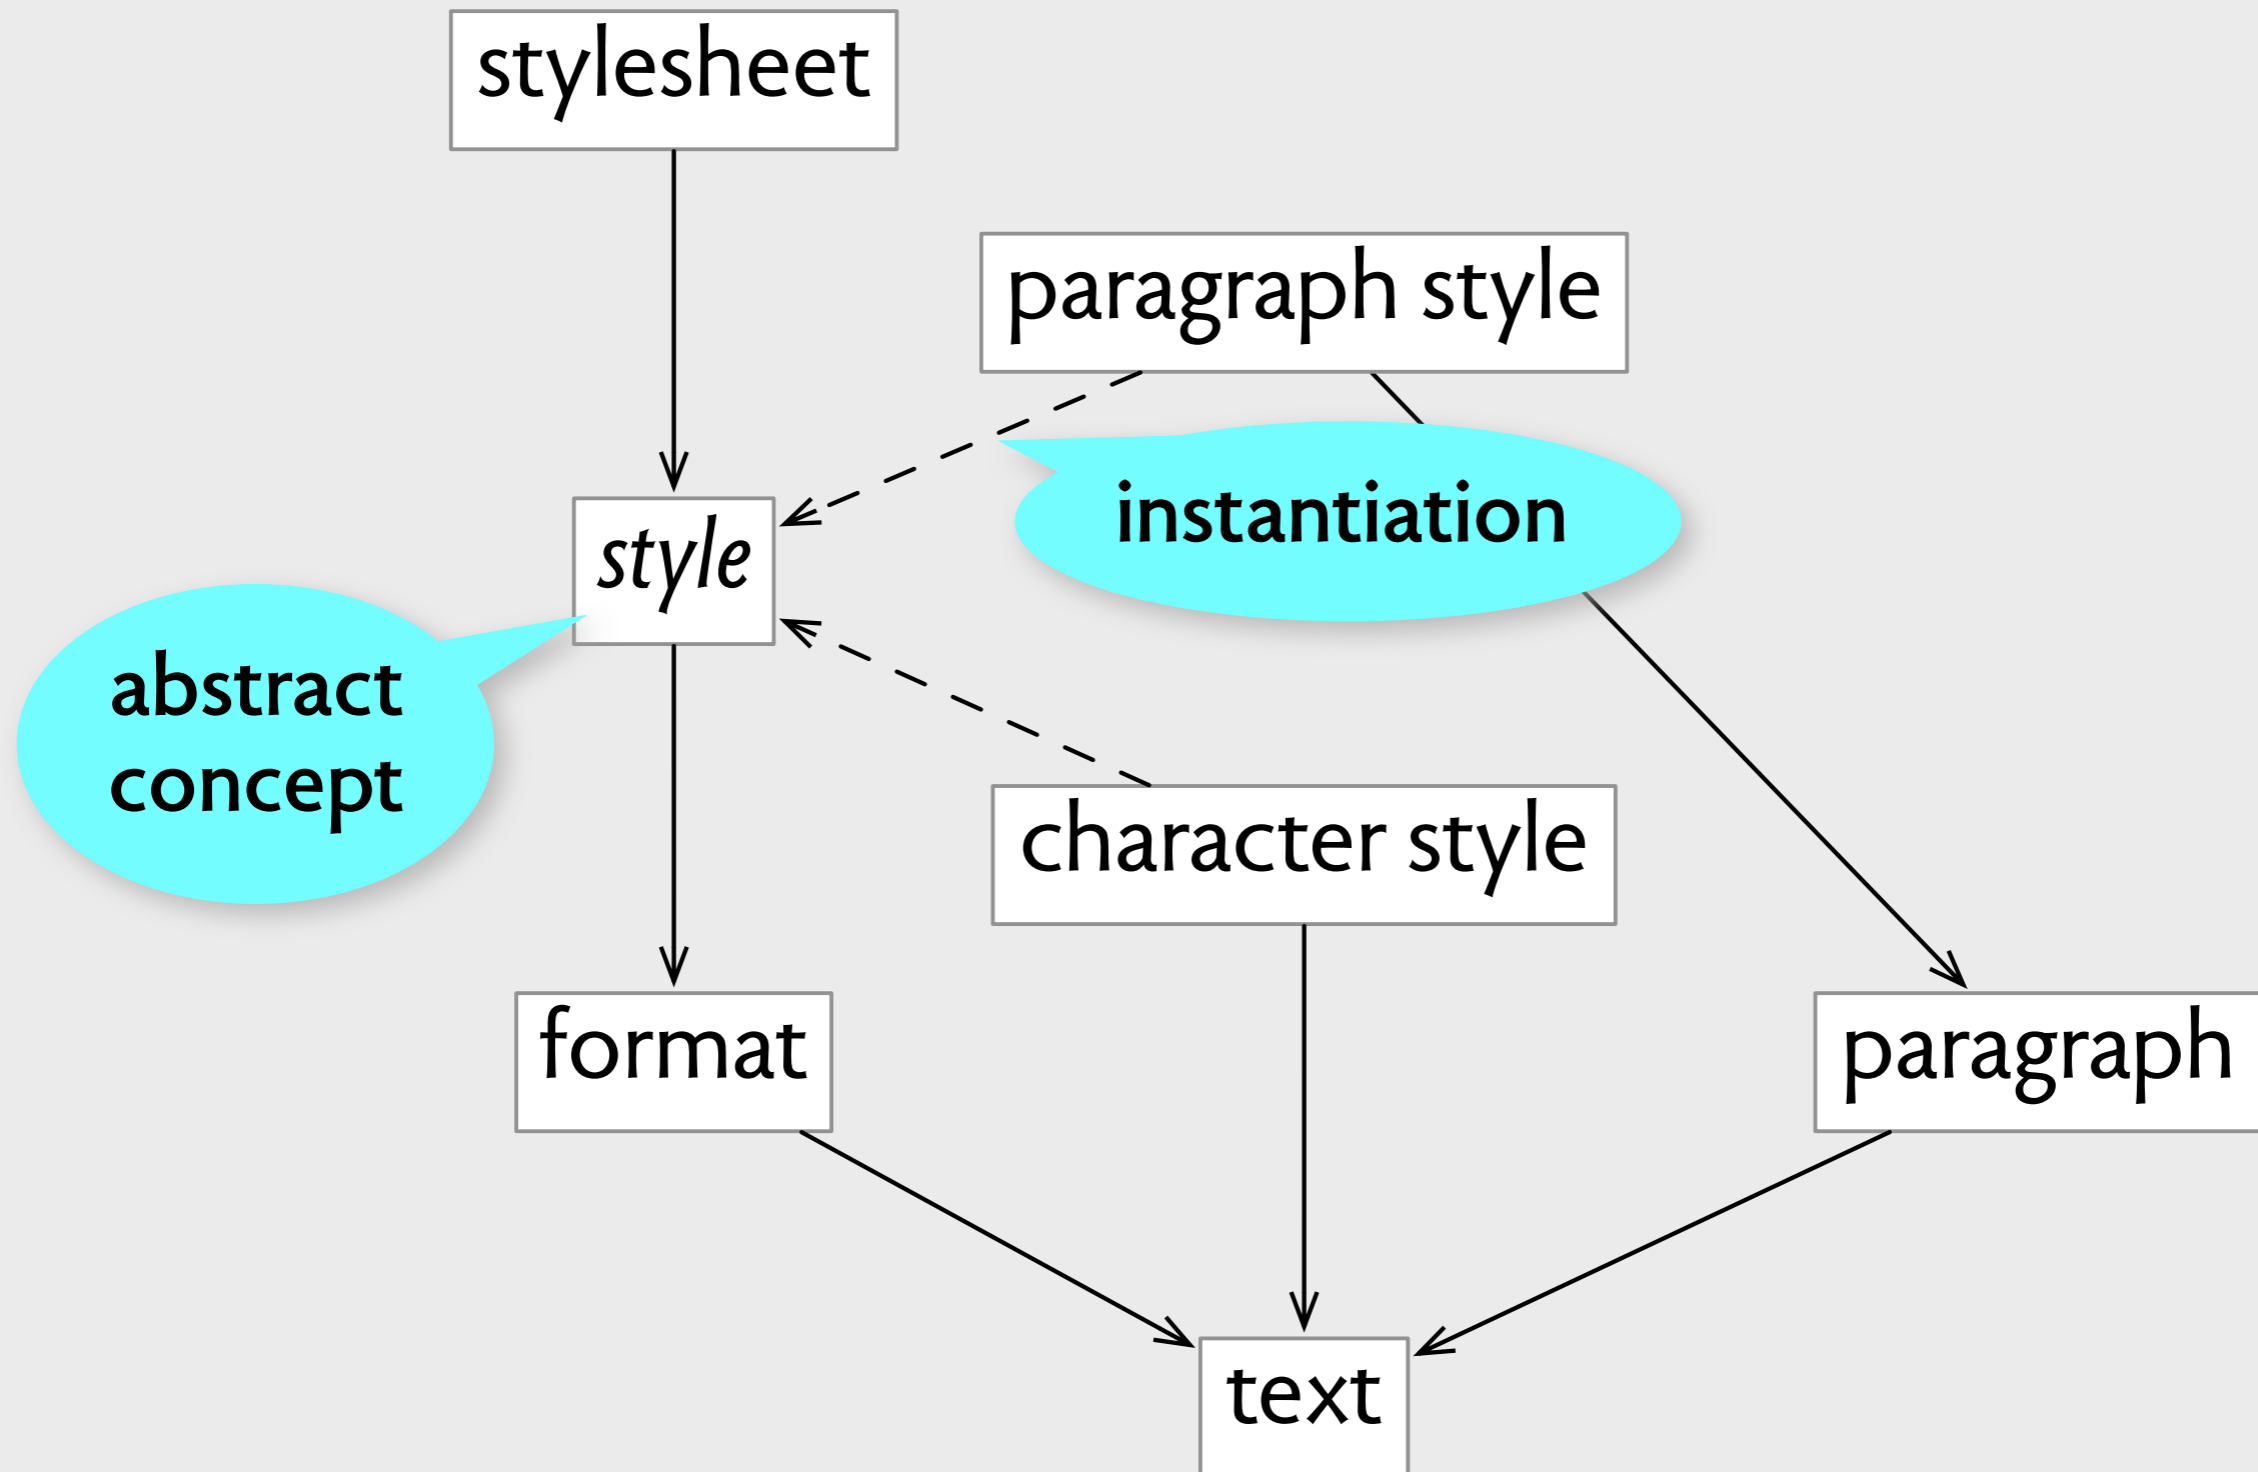 stylesheet
paragraph style
instantiation
style
abstract
concept
character style
format
paragraph
text